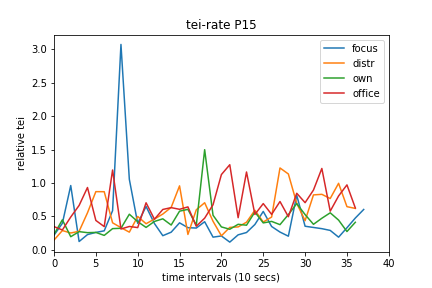 tei-rate P15
3.0
2.5
2.0
1.5
1.0
0.5
0.0
relative tei
focus
distr
own
office
0 5 10 15 20 25 30 35 40
time intervals (10 secs)